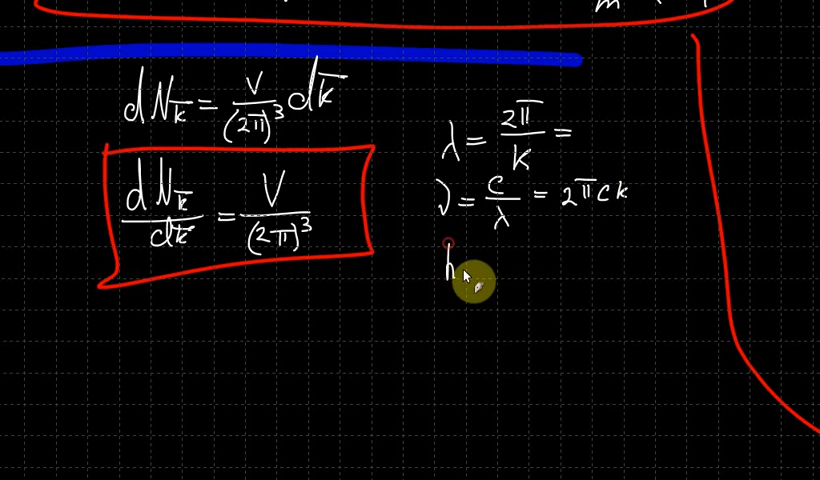 m
dN_k̄ = V/(2π)³ dk̄
dN_k̄/dk̄ = V/(2π)³
λ = 2π/k =
ν = c/λ = 2πck
h